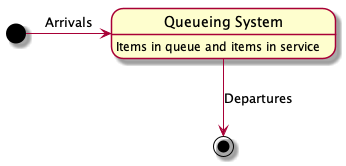 Arrivals
Queueing System
Items in queue and items in service
Departures